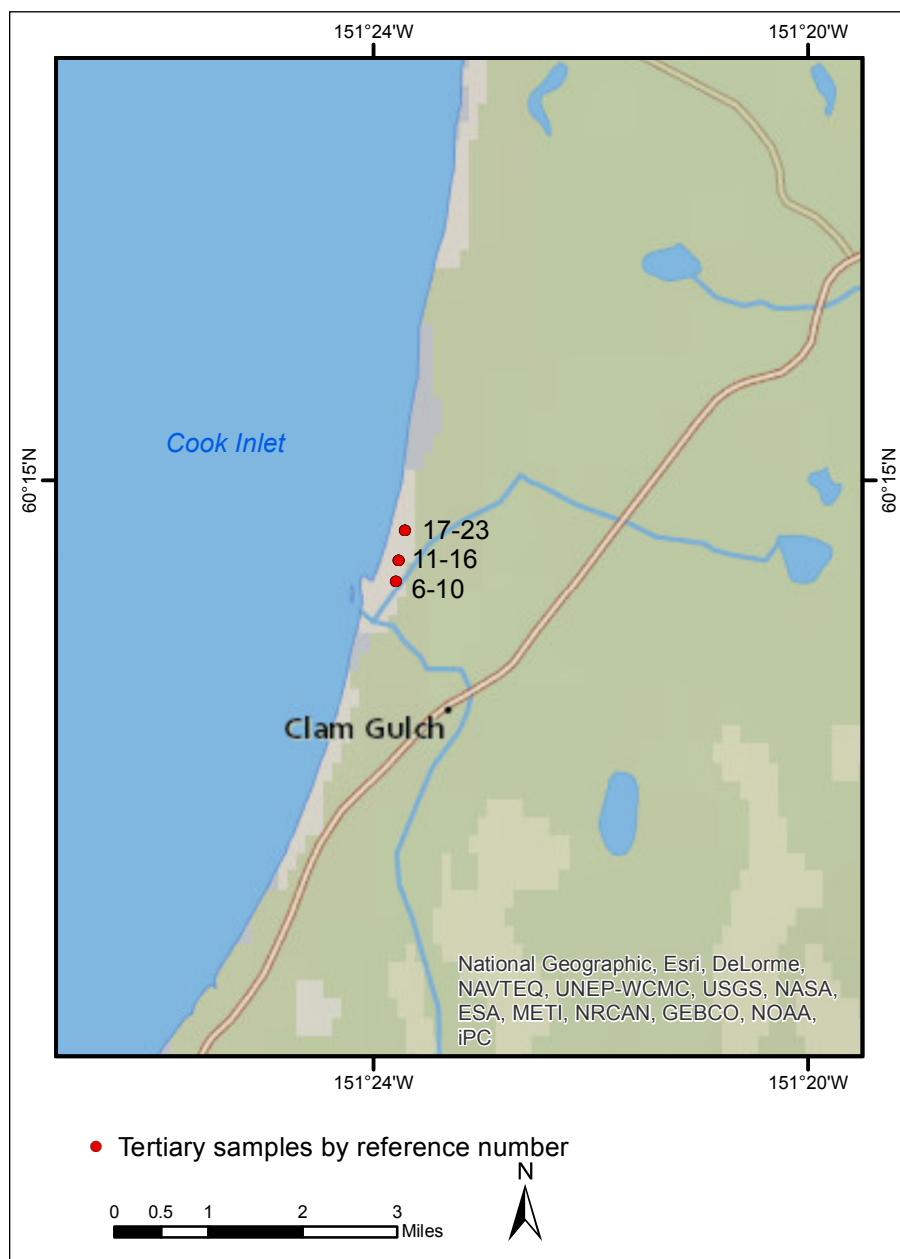 151°24'W
151°20'W
Cook Inlet
60°15'N
60°15'N
17-23
11-16
6-10
Clam Gulch
National Geographic, Esri, DeLorme,
NAVTEQ, UNEP-WCMC, USGS, NASA,
ESA, METI, NRCAN, GEBCO, NOAA,
iPC
151°24'W
151°20'W
Tertiary samples by reference number
N
0 0.5 1 2 3
Miles